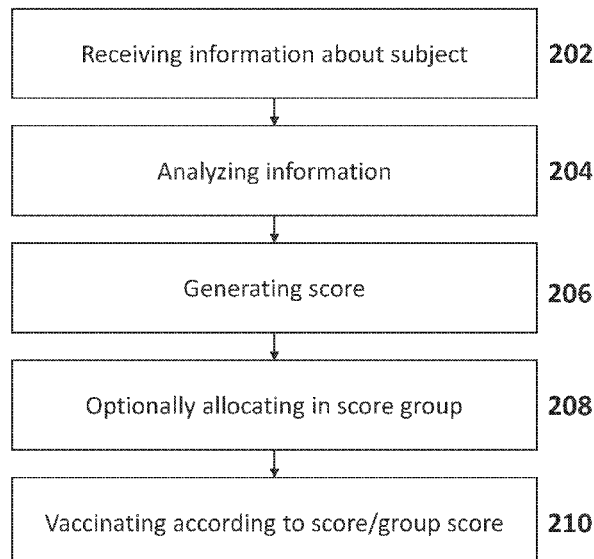 Receiving information about subject 202
Analyzing information 204
Generating score 206
Optionally allocating in score group 208
Vaccinating according to score/group score 210